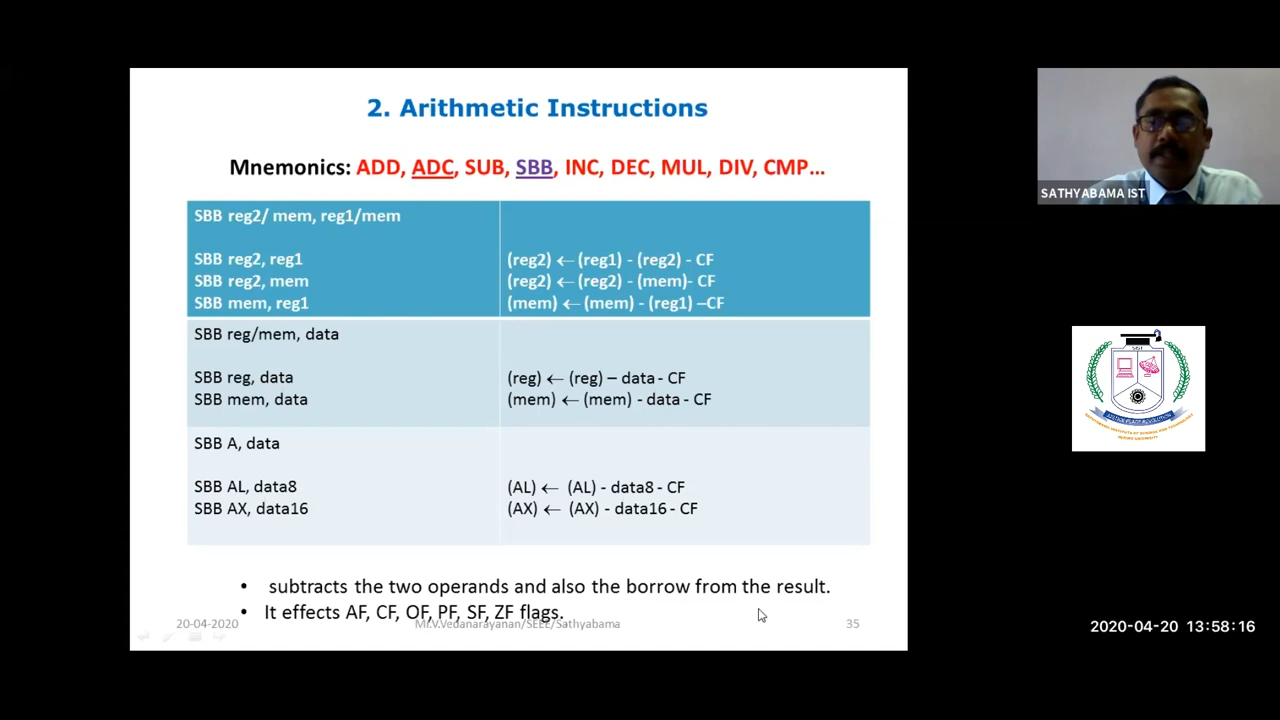 2. Arithmetic Instructions
Mnemonics: ADD, ADC, SUB, SBB, INC, DEC, MUL, DIV, CMP…
SBB reg2/ mem, reg1/mem
SBB reg2, reg1 (reg2) ← (reg1) - (reg2) - CF
SBB reg2, mem (reg2) ← (reg2) - (mem)- CF
SBB mem, reg1 (mem) ← (mem) - (reg1) –CF
SBB reg/mem, data
SBB reg, data (reg) ← (reg) – data - CF
SBB mem, data (mem) ← (mem) - data - CF
SBB A, data
SBB AL, data8 (AL) ← (AL) - data8 - CF
SBB AX, data16 (AX) ← (AX) - data16 - CF
• subtracts the two operands and also the borrow from the result.
• It effects AF, CF, OF, PF, SF, ZF flags.
20-04-2020 Mr.V.Vedanarayanan/SEEE/Sathyabama 35
SATHYABAMA IST
2020-04-20 13:58:16